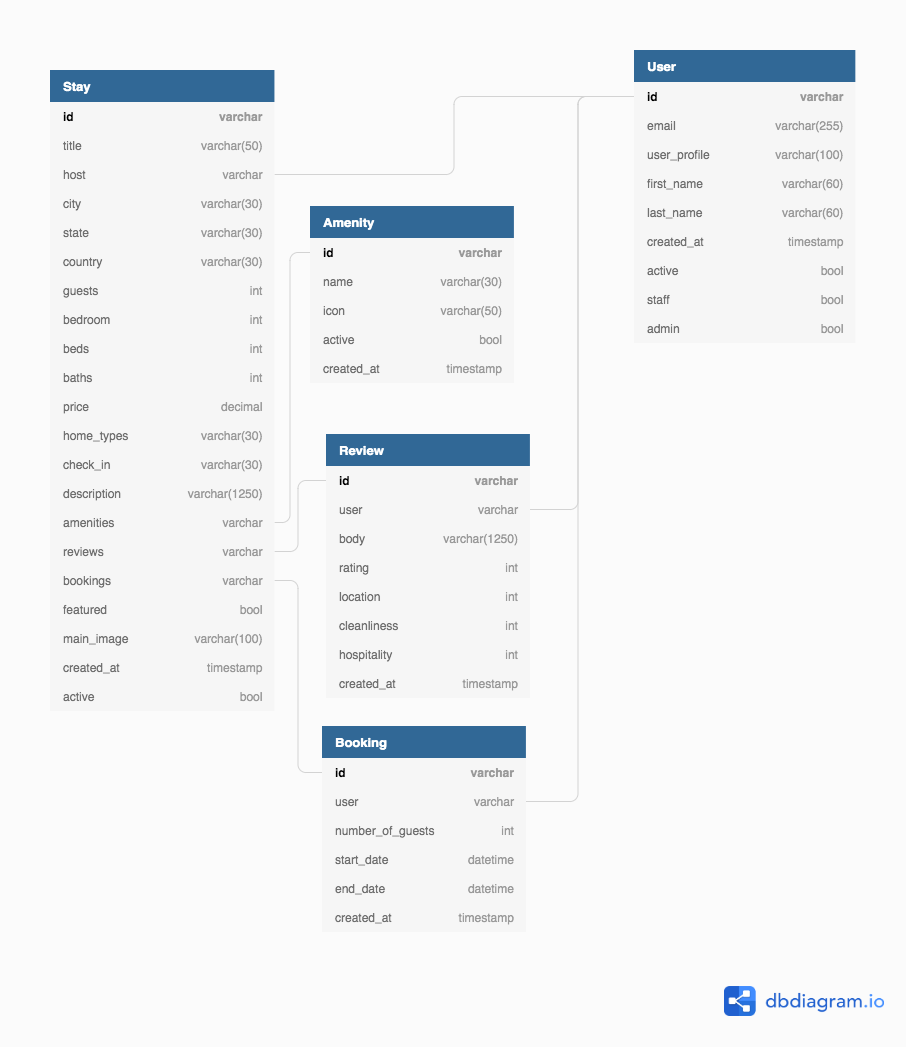 Stay
id varchar
title varchar(50)
host varchar
city varchar(30)
state varchar(30)
country varchar(30)
guests int
bedroom int
beds int
baths int
price decimal
home_types varchar(30)
check_in varchar(30)
description varchar(1250)
amenities varchar
reviews varchar
bookings varchar
featured bool
main_image varchar(100)
created_at timestamp
active bool
Amenity
id varchar
name varchar(30)
icon varchar(50)
active bool
created_at timestamp
Review
id varchar
user varchar
body varchar(1250)
rating int
location int
cleanliness int
hospitality int
created_at timestamp
Booking
id varchar
user varchar
number_of_guests int
start_date datetime
end_date datetime
created_at timestamp
User
id varchar
email varchar(255)
user_profile varchar(100)
first_name varchar(60)
last_name varchar(60)
created_at timestamp
active bool
staff bool
admin bool
dbdiagram.io